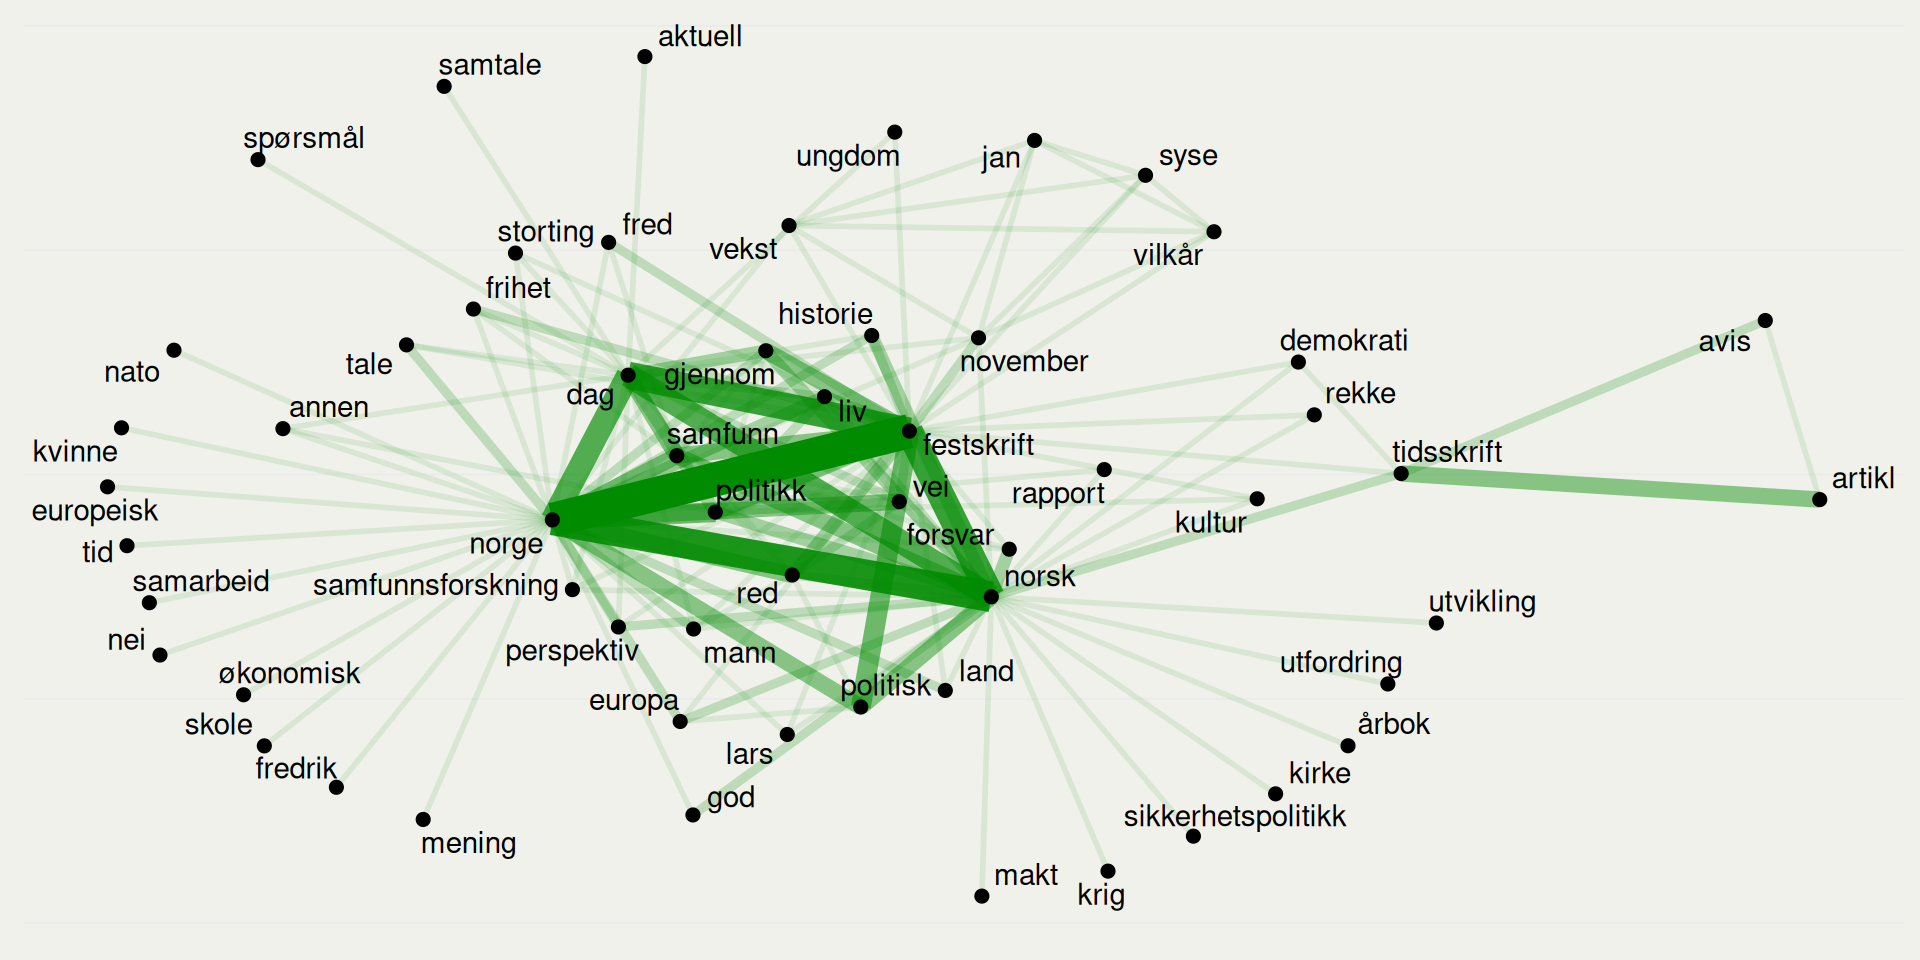 aktuell
samtale
spørsmål
ungdom
jan
syse
storting
fred
vekst
vilkår
frihet
historie
avis
demokrati
november
tale
nato
gjennom
dag
rekke
annen
liv
kvinne
samfunn
festskrift
tidsskrift
artikl
politikk
vei
rapport
europeisk
kultur
norge
forsvar
tid
samarbeid
samfunnsforskning
red
norsk
utvikling
nei
perspektiv
mann
land
utfordring
økonomisk
europa
politisk
skole
årbok
fredrik
lars
kirke
god
sikkerhetspolitikk
mening
makt
krig